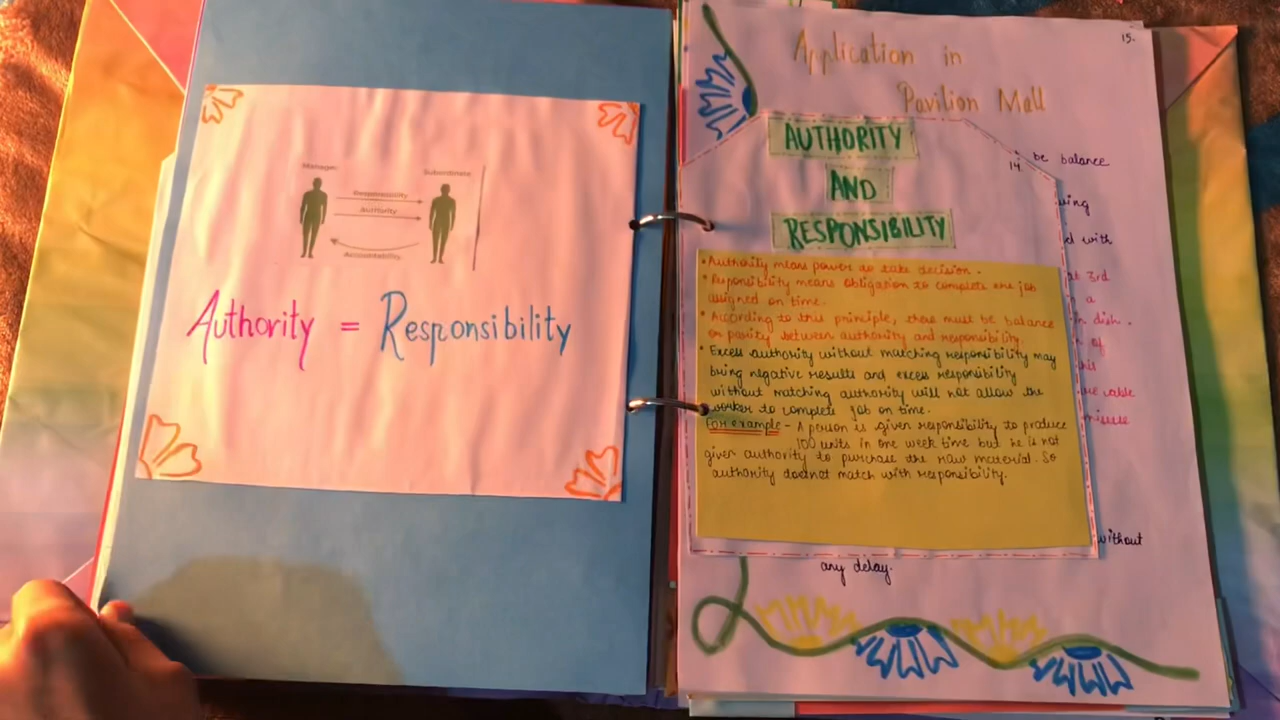 Manager
Subordinate
Responsibility
Authority
Accountability
Authority = Responsibility
15.
Application in
Pavilion Mall
AUTHORITY
AND
RESPONSIBILITY
14.
• Authority means power to take decision.
• Responsibility means obligation to complete the job
assigned on time.
• According to this principle, there must be balance
or parity between authority and responsibility.
• Excess authority without matching responsibility may
bring negative results and excess responsibility
without matching authority will not allow the
worker to complete job on time.
For example - A person is given responsibility to produce
100 units in one week time but he is not
given authority to purchase the raw material. So
authority doesnot match with responsibility.
be balance
with
at 3rd
a
in dish.
of
misuse
without
any delay.